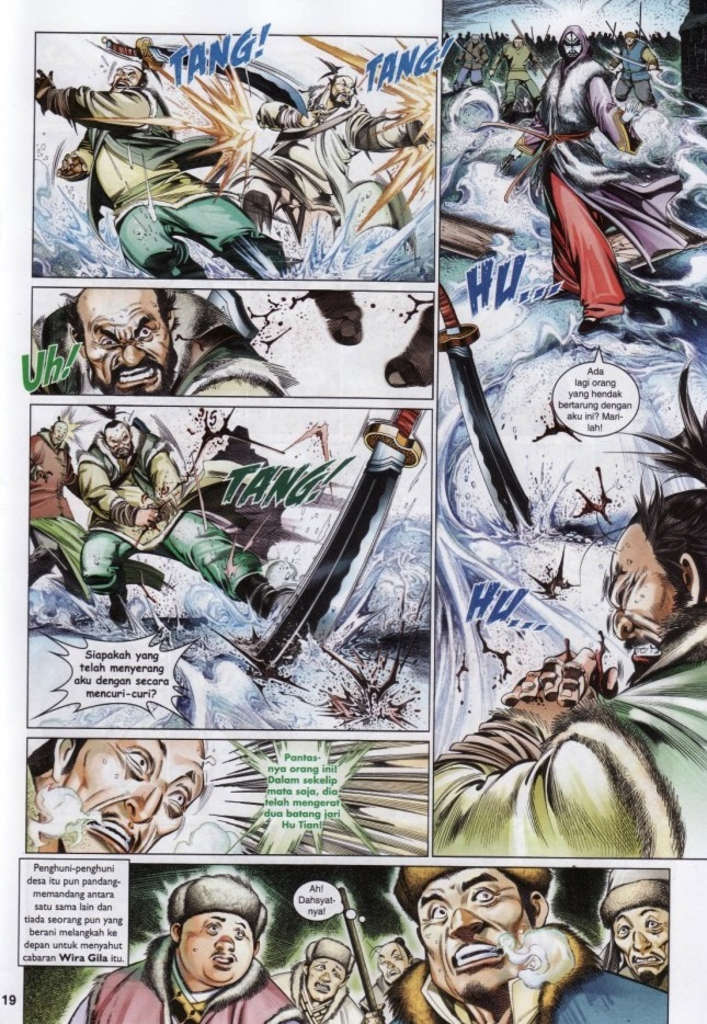 TANG!
TANG!
Uh!
TANG!
Siapakah yang
telah menyerang
aku dengan secara
mencuri-curi?
Pantas-
nya orang ini!
Dalam sekelip
mata saja, dia
telah mengerat
dua batang jari
Hu Tian!
HU...
Ada
lagi orang
yang hendak
bertarung dengan
aku ini? Mari-
lah!
HU...
Penghuni-penghuni
desa itu pun pandang-
memandang antara
satu sama lain dan
tiada seorang pun yang
berani melangkah ke
depan untuk menyahut
cabaran Wira Gila itu.
Ah!
Dahsyat-
nya!
19